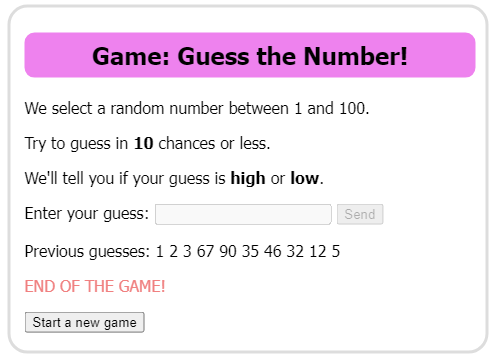 Game: Guess the Number!
We select a random number between 1 and 100.
Try to guess in 10 chances or less.
We'll tell you if your guess is high or low.
Enter your guess: Send
Previous guesses: 1 2 3 67 90 35 46 32 12 5
END OF THE GAME!
Start a new game